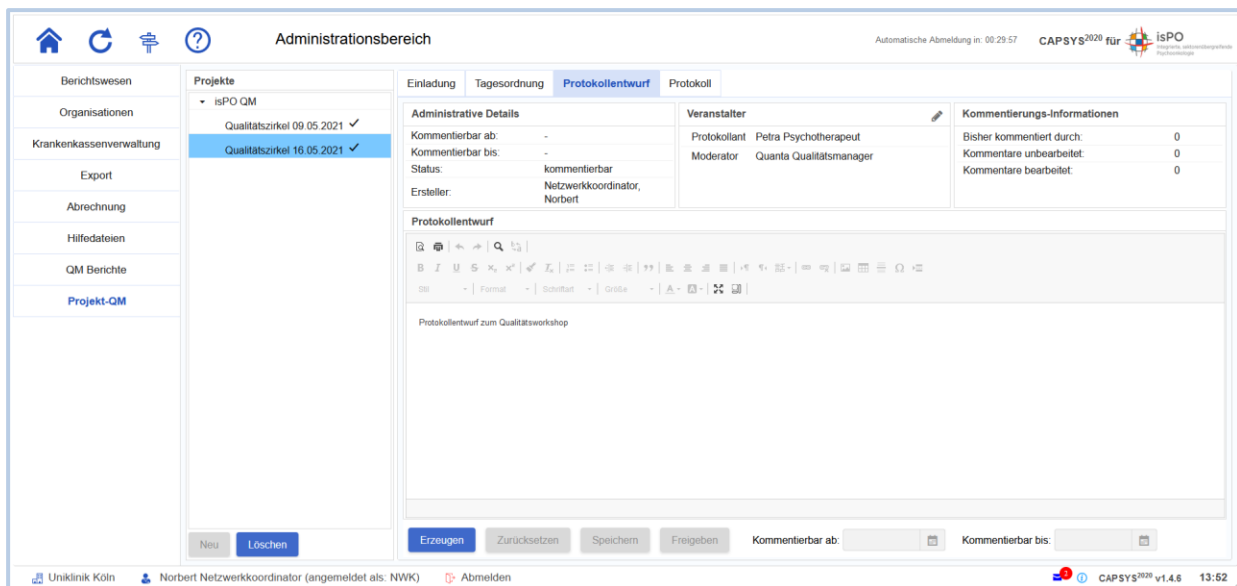 Administrationsbereich
Automatische Abmeldung in: 00:29:57
CAPSYS2020 für
isPO
Integrierte, sektorenübergreifende
Psychoonkologie
Berichtswesen
Organisationen
Krankenkassenverwaltung
Export
Abrechnung
Hilfedateien
QM Berichte
Projekt-QM
Projekte
isPO QM
Qualitätszirkel 09.05.2021
Qualitätszirkel 16.05.2021
Neu
Löschen
Einladung Tagesordnung Protokollentwurf Protokoll
Administrative Details
Kommentierbar ab: -
Kommentierbar bis: -
Status: kommentierbar
Ersteller: Netzwerkkoordinator,
Norbert
Veranstalter
Protokollant Petra Psychotherapeut
Moderator Quanta Qualitätsmanager
Kommentierungs-Informationen
Bisher kommentiert durch: 0
Kommentare unbearbeitet: 0
Kommentare bearbeitet: 0
Protokollentwurf
Stil Format Schriftart Größe
Protokollentwurf zum Qualitätsworkshop
Erzeugen Zurücksetzen Speichern Freigeben Kommentierbar ab: Kommentierbar bis:
Uniklinik Köln Norbert Netzwerkkoordinator (angemeldet als: NWK) Abmelden
1 CAPSYS2020 v1.4.6 13:52